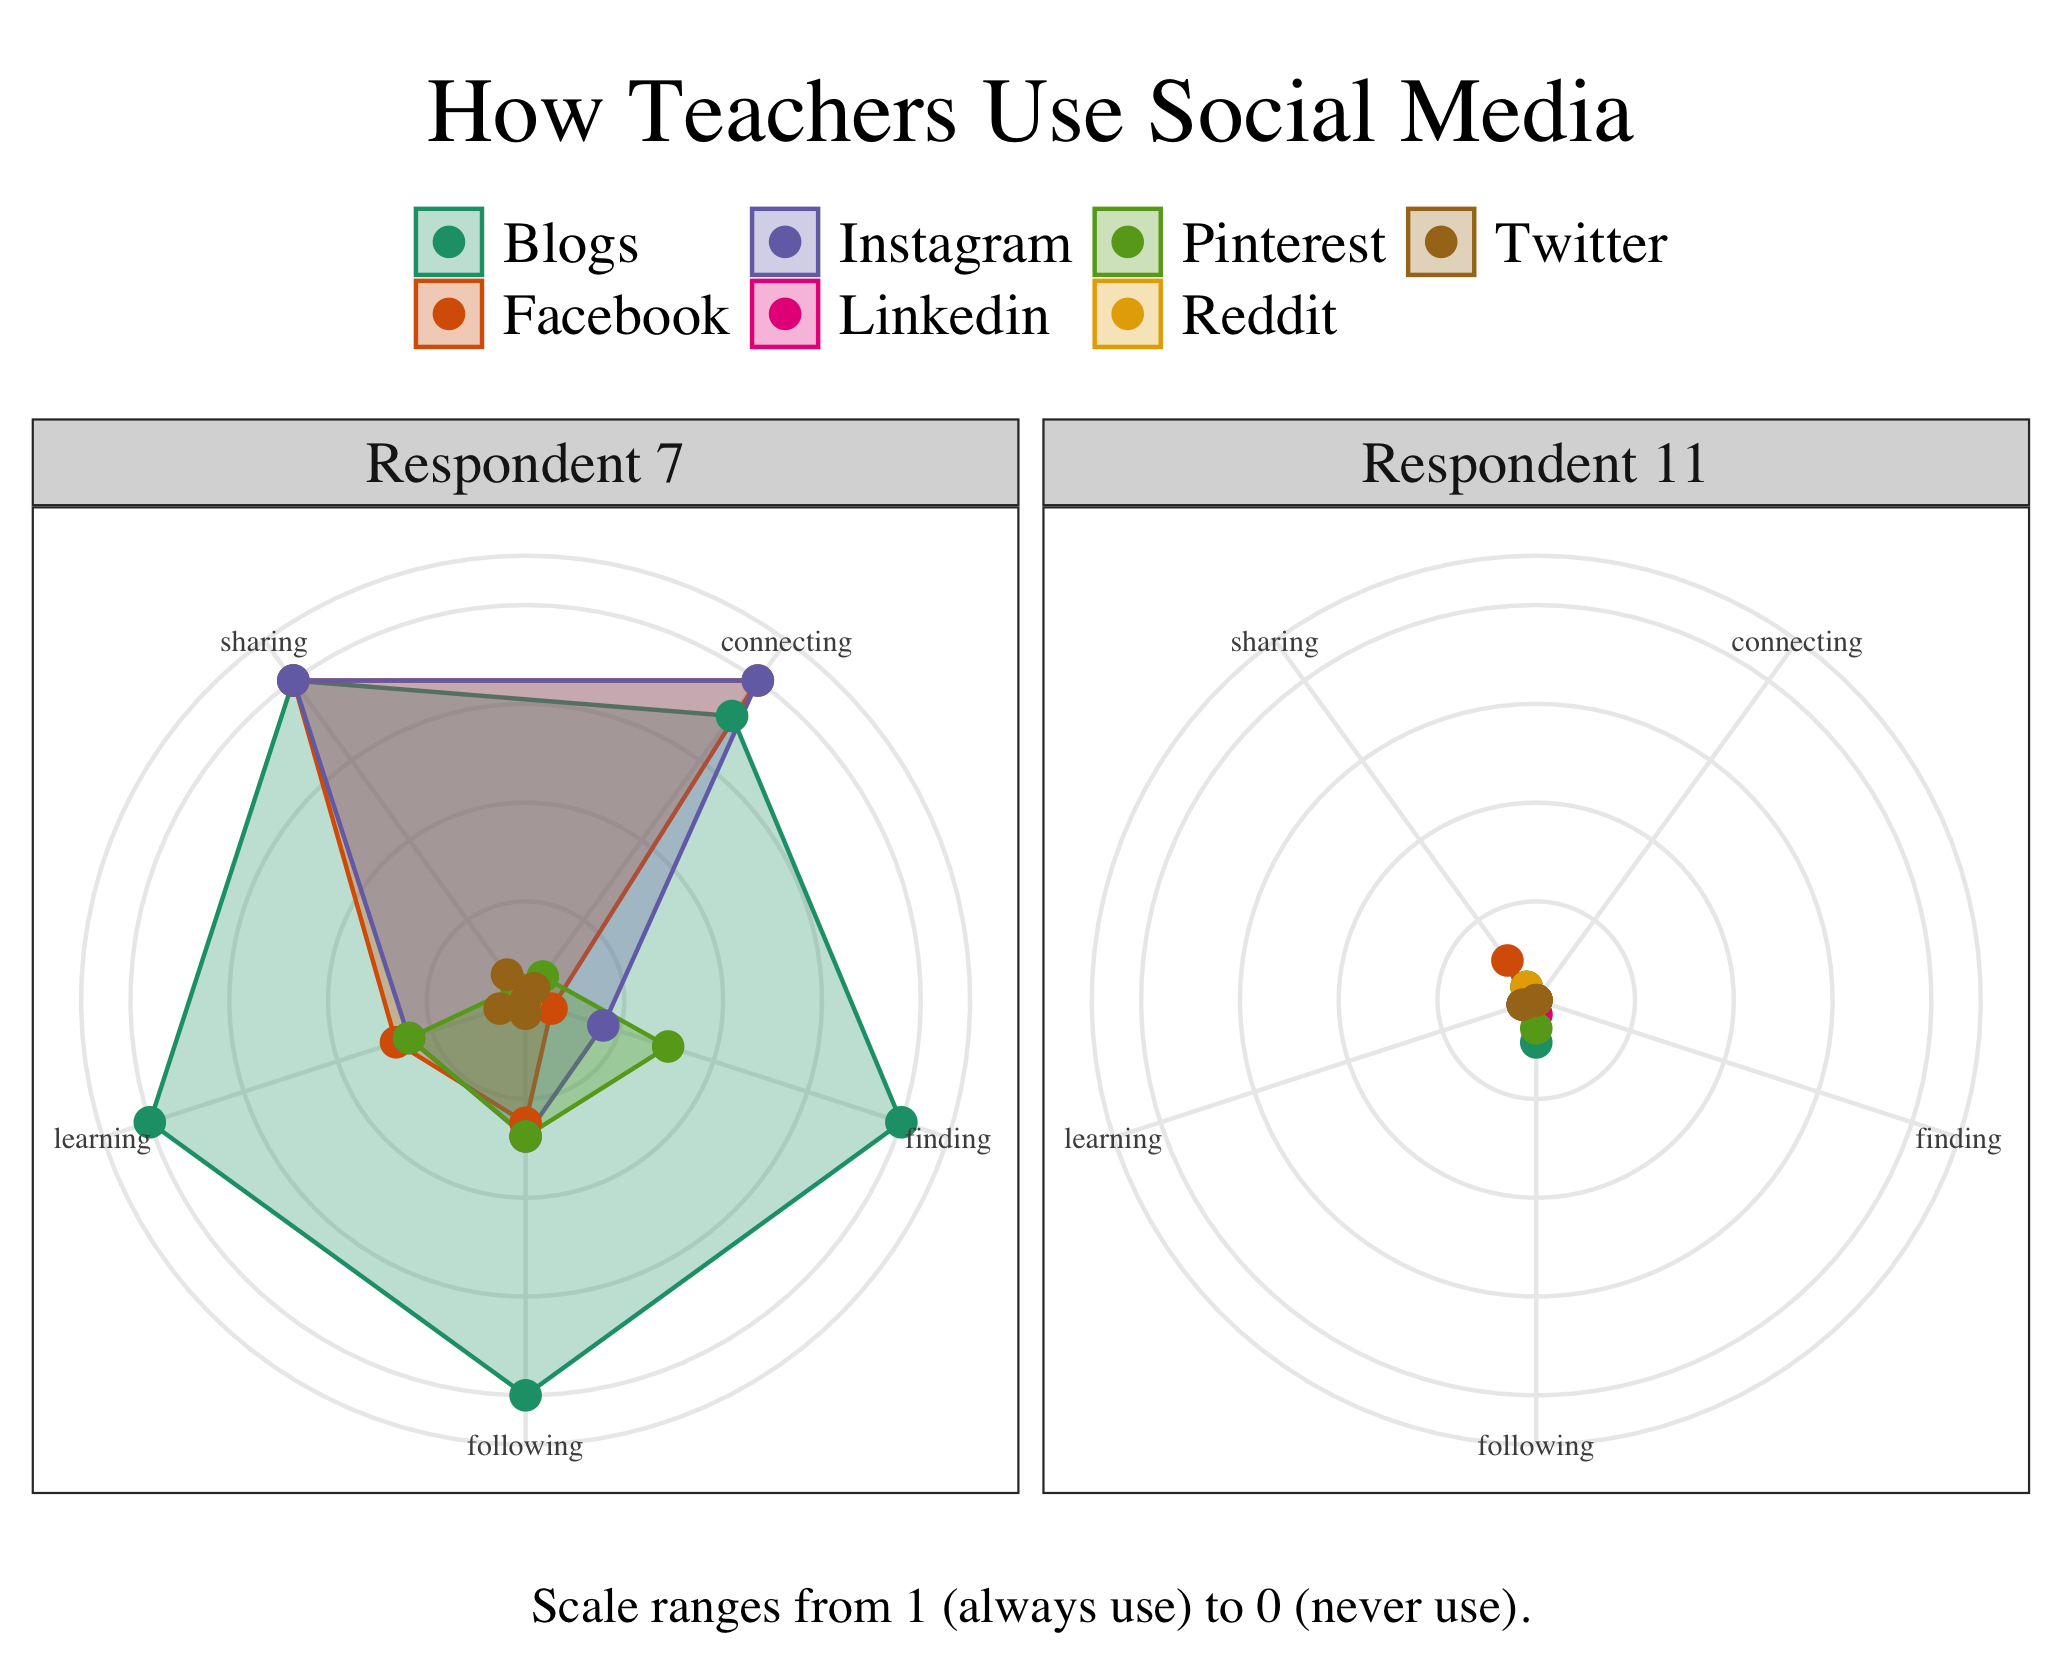 How Teachers Use Social Media
Blogs Instagram Pinterest Twitter
Facebook Linkedin Reddit
Respondent 7
sharing connecting
learning finding
following
Respondent 11
sharing connecting
learning finding
following
Scale ranges from 1 (always use) to 0 (never use).